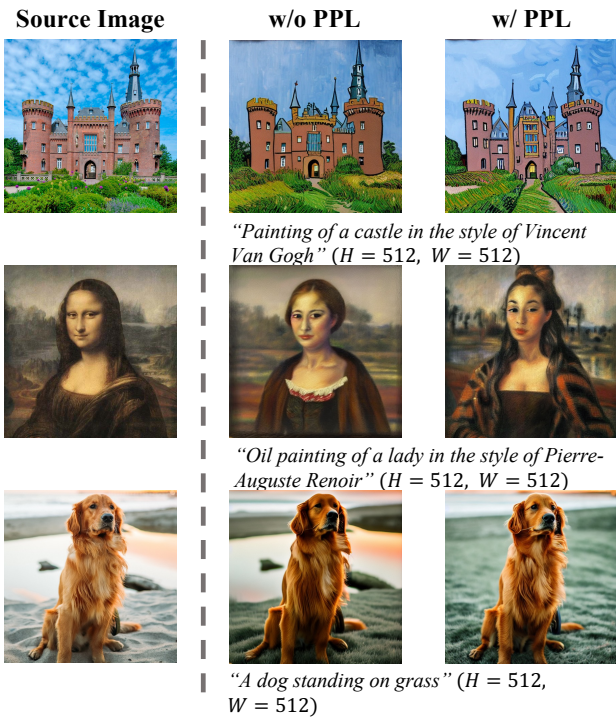 Source Image w/o PPL w/ PPL
“Painting of a castle in the style of Vincent
Van Gogh” (H = 512, W = 512)
“Oil painting of a lady in the style of Pierre-
Auguste Renoir” (H = 512, W = 512)
“A dog standing on grass” (H = 512,
W = 512)